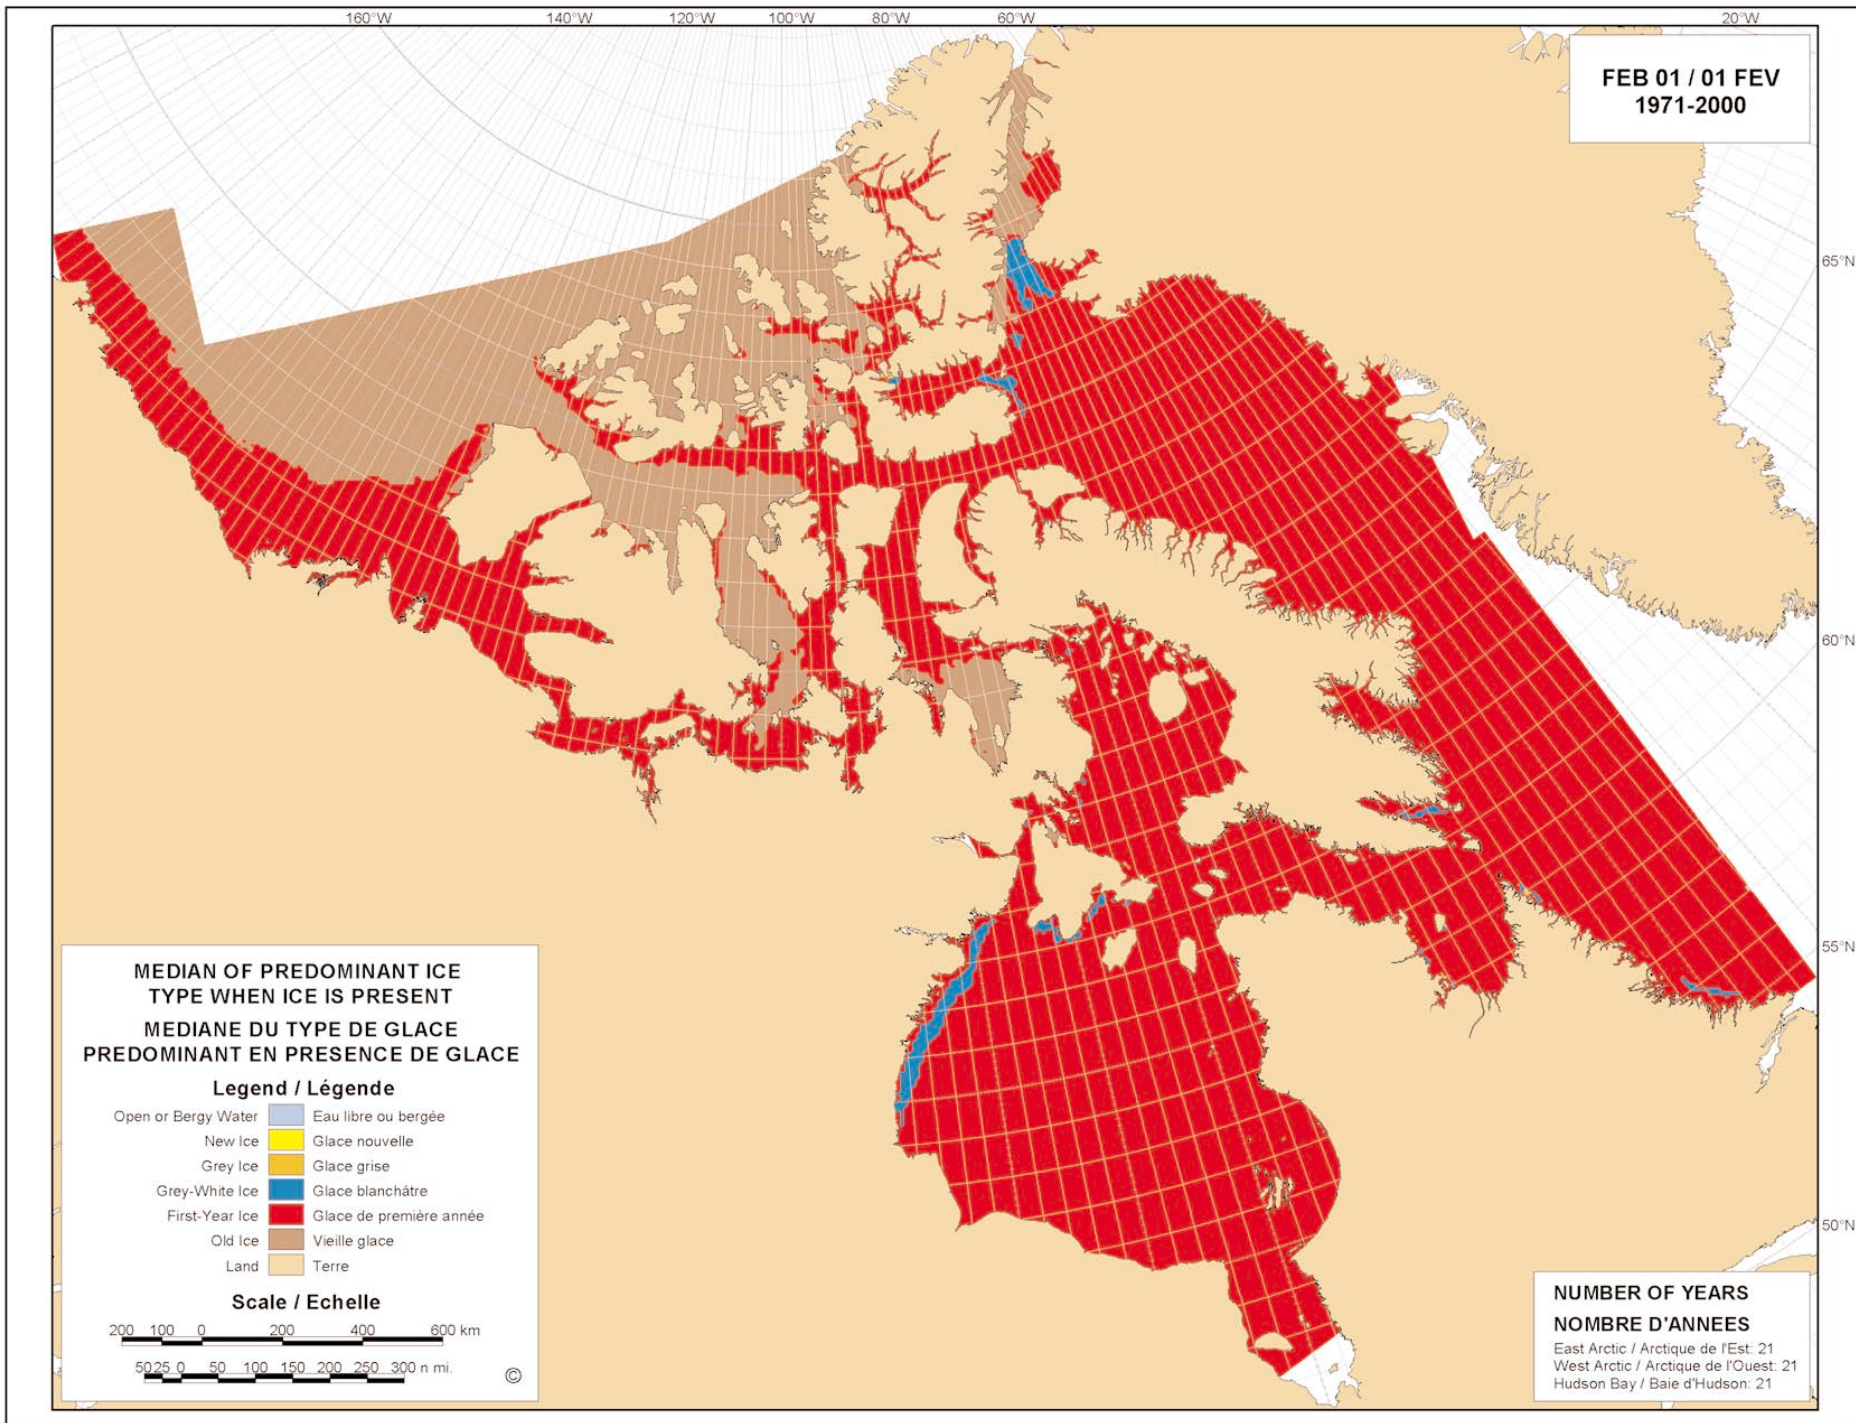 160°W 140°W 120°W 100°W 80°W 60°W 20°W
FEB 01 / 01 FEV
1971-2000
65°N
60°N
55°N
50°N
MEDIAN OF PREDOMINANT ICE
TYPE WHEN ICE IS PRESENT
MEDIANE DU TYPE DE GLACE
PREDOMINANT EN PRESENCE DE GLACE
Legend / Légende
Open or Bergy Water Eau libre ou bergée
New Ice Glace nouvelle
Grey Ice Glace grise
Grey-White Ice Glace blanchâtre
First-Year Ice Glace de première année
Old Ice Vieille glace
Land Terre
Scale / Echelle
200 100 0 200 400 600 km
50 25 0 50 100 150 200 250 300 n mi.
©
NUMBER OF YEARS
NOMBRE D'ANNEES
East Arctic / Arctique de l'Est: 21
West Arctic / Arctique de l'Ouest: 21
Hudson Bay / Baie d'Hudson: 21